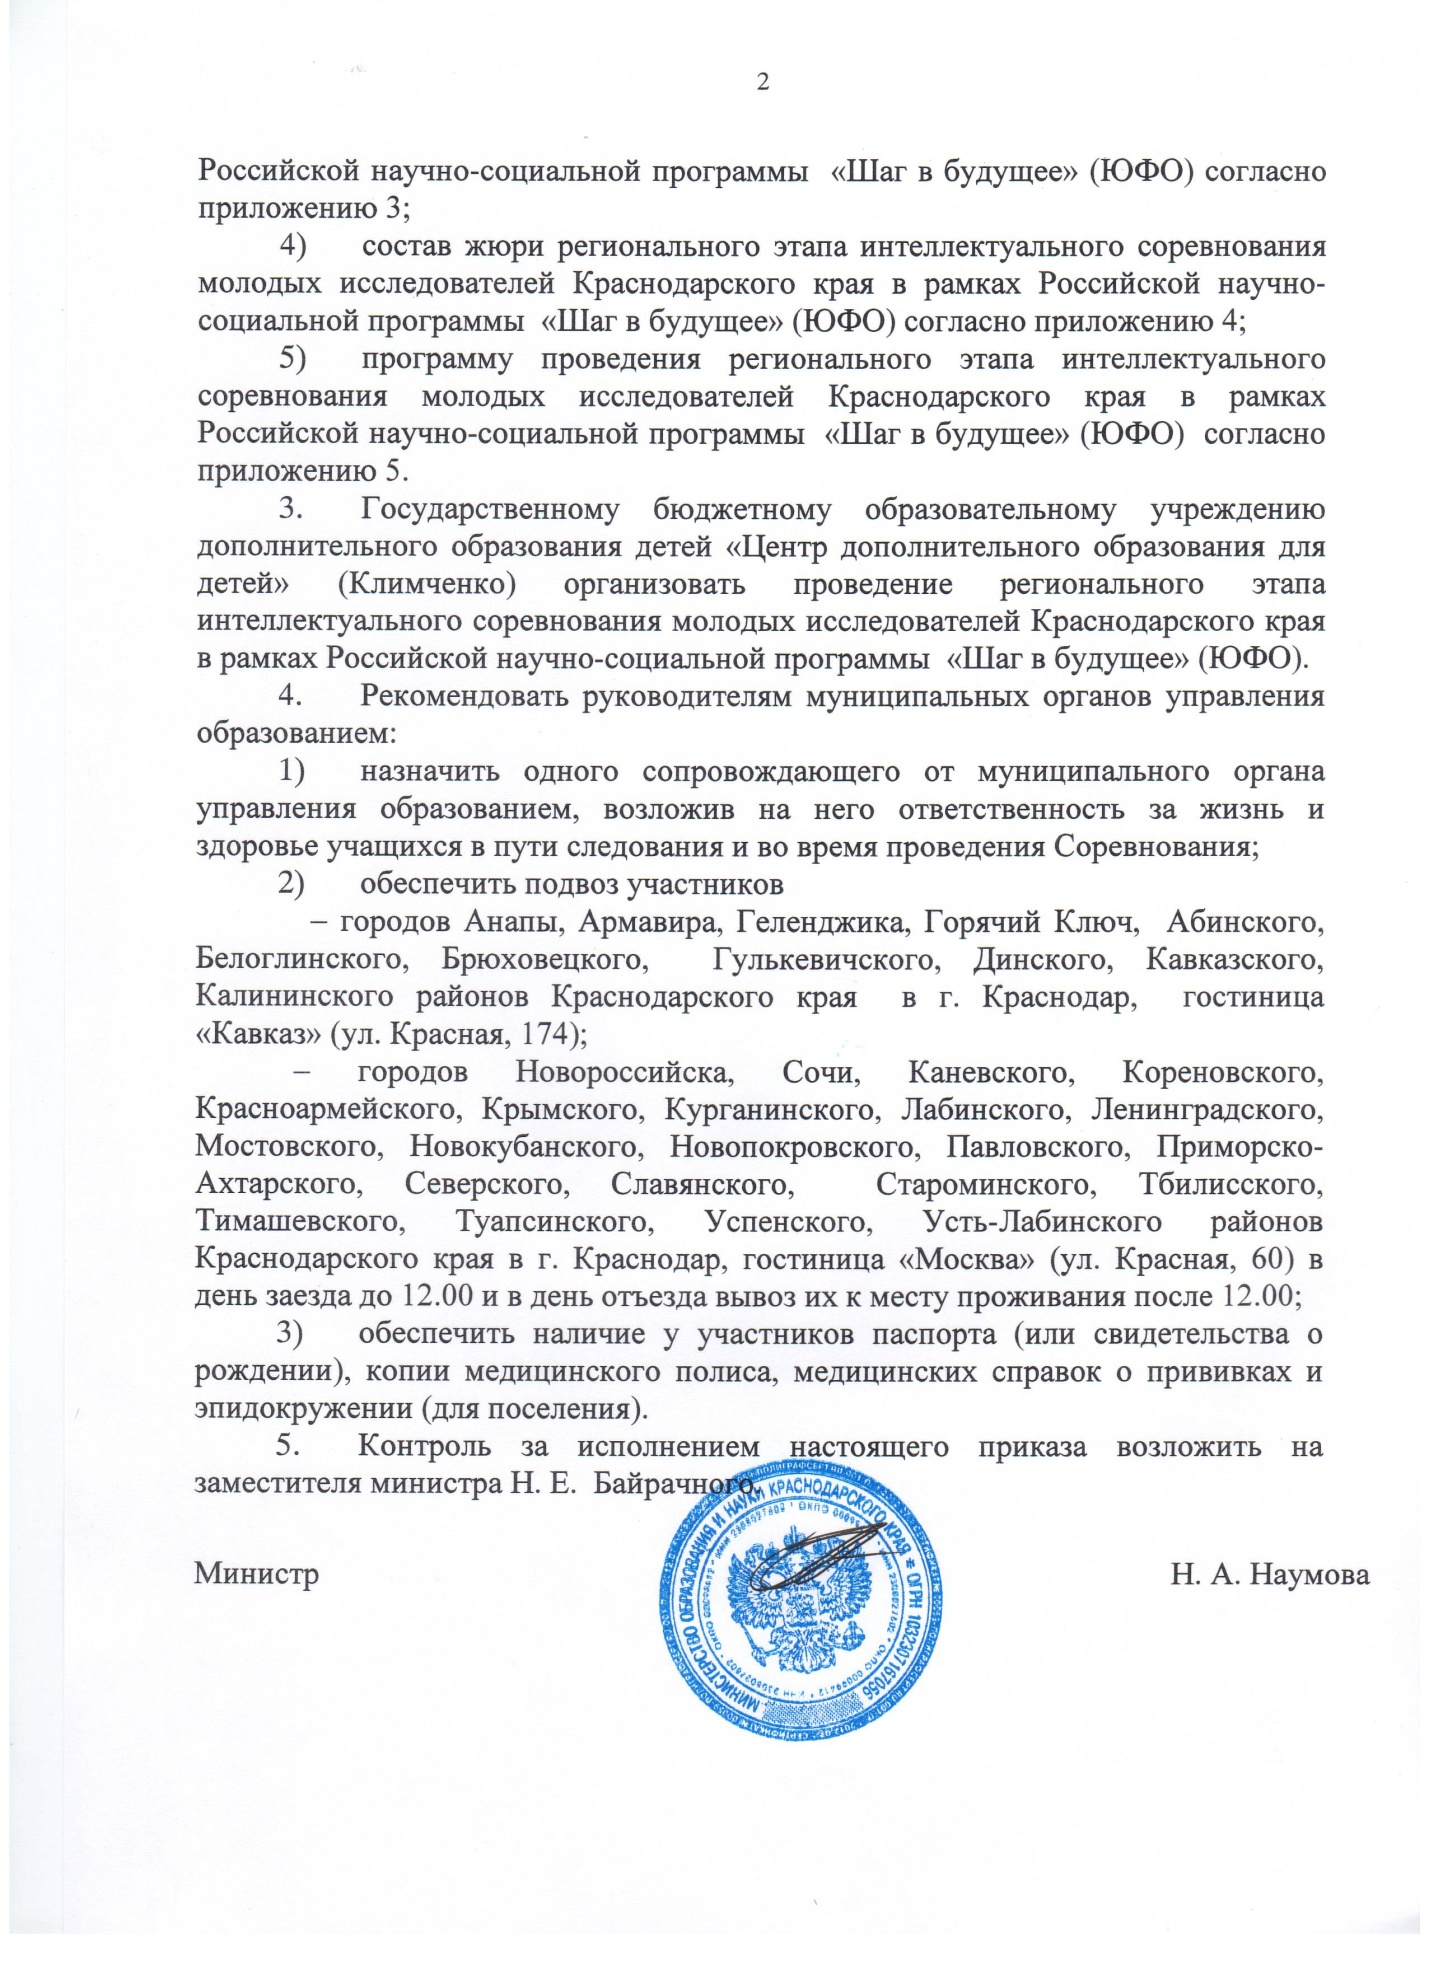 2
Российской научно-социальной программы «Шаг в будущее» (ЮФО) согласно
приложению 3;
4) состав жюри регионального этапа интеллектуального соревнования
молодых исследователей Краснодарского края в рамках Российской научно-
социальной программы «Шаг в будущее» (ЮФО) согласно приложению 4;
5) программу проведения регионального этапа интеллектуального
соревнования молодых исследователей Краснодарского края в рамках
Российской научно-социальной программы «Шаг в будущее» (ЮФО) согласно
приложению 5.
3. Государственному бюджетному образовательному учреждению
дополнительного образования детей «Центр дополнительного образования для
детей» (Климченко) организовать проведение регионального этапа
интеллектуального соревнования молодых исследователей Краснодарского края
в рамках Российской научно-социальной программы «Шаг в будущее» (ЮФО).
4. Рекомендовать руководителям муниципальных органов управления
образованием:
1) назначить одного сопровождающего от муниципального органа
управления образованием, возложив на него ответственность за жизнь и
здоровье учащихся в пути следования и во время проведения Соревнования;
2) обеспечить подвоз участников
– городов Анапы, Армавира, Геленджика, Горячий Ключ, Абинского,
Белоглинского, Брюховецкого, Гулькевичского, Динского, Кавказского,
Калининского районов Краснодарского края в г. Краснодар, гостиница
«Кавказ» (ул. Красная, 174);
– городов Новороссийска, Сочи, Каневского, Кореновского,
Красноармейского, Крымского, Курганинского, Лабинского, Ленинградского,
Мостовского, Новокубанского, Новопокровского, Павловского, Приморско-
Ахтарского, Северского, Славянского, Староминского, Тбилисского,
Тимашевского, Туапсинского, Успенского, Усть-Лабинского районов
Краснодарского края в г. Краснодар, гостиница «Москва» (ул. Красная, 60) в
день заезда до 12.00 и в день отъезда вывоз их к месту проживания после 12.00;
3) обеспечить наличие у участников паспорта (или свидетельства о
рождении), копии медицинского полиса, медицинских справок о прививках и
эпидокружении (для поселения).
5. Контроль за исполнением настоящего приказа возложить на
заместителя министра Н. Е. Байрачного.
Министр Н. А. Наумова
МИНИСТЕРСТВО ОБРАЗОВАНИЯ И НАУКИ КРАСНОДАРСКОГО КРАЯ * ОГРН 1032307167056